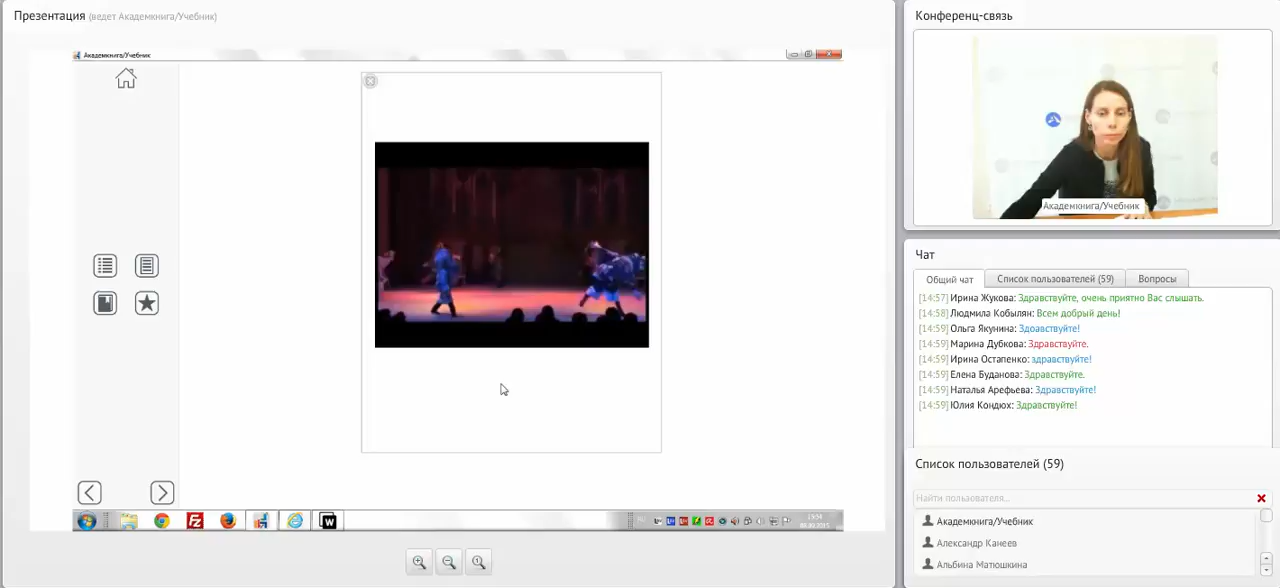 Презентация (ведет Академкнига/Учебник)
Академкнига/Учебник
Конференц-связь
Академкнига/Учебник
Чат
Общий чат
Список пользователей (59)
Вопросы
[14:57] Ирина Жукова: Здравствуйте, очень приятно Вас слышать.
[14:58] Людмила Кобылян: Всем добрый день!
[14:59] Ольга Якунина: Здоавствуйте!
[14:59] Марина Дубкова: Здравствуйте.
[14:59] Ирина Остапенко: здравствуйте!
[14:59] Елена Буданова: Здравствуйте.
[14:59] Наталья Арефьева: Здравствуйте!
[14:59] Юлия Кондюх: Здравствуйте!
Список пользователей (59)
Найти пользователя...
Академкнига/Учебник
Александр Канеев
Альбина Матюшкина